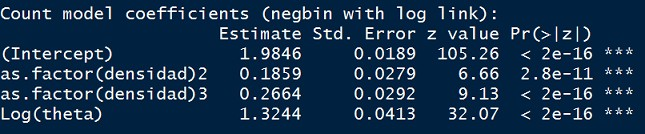 Count model coefficients (negbin with log link):
Estimate Std. Error z value Pr(>|z|)
(Intercept) 1.9846 0.0189 105.26 < 2e-16 ***
as.factor(densidad)2 0.1859 0.0279 6.66 2.8e-11 ***
as.factor(densidad)3 0.2664 0.0292 9.13 < 2e-16 ***
Log(theta) 1.3244 0.0413 32.07 < 2e-16 ***